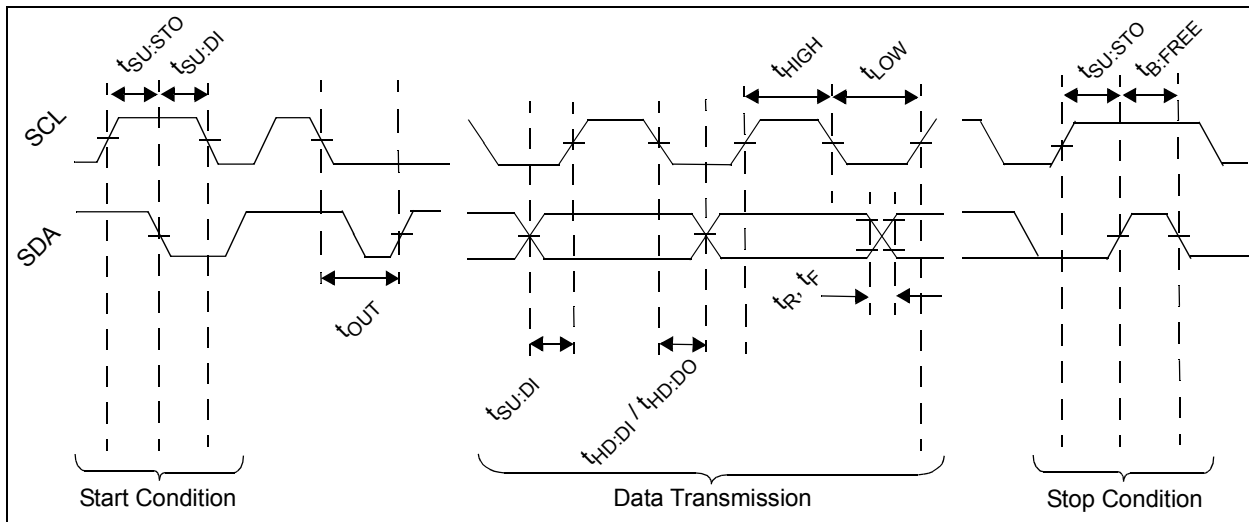 tSU:STO
tSU:DI
tHIGH
tLOW
tSU:STO
tB:FREE
SCL
SDA
tOUT
tR, tF
tSU:DI
tHD:DI / tHD:DO
Start Condition
Data Transmission
Stop Condition